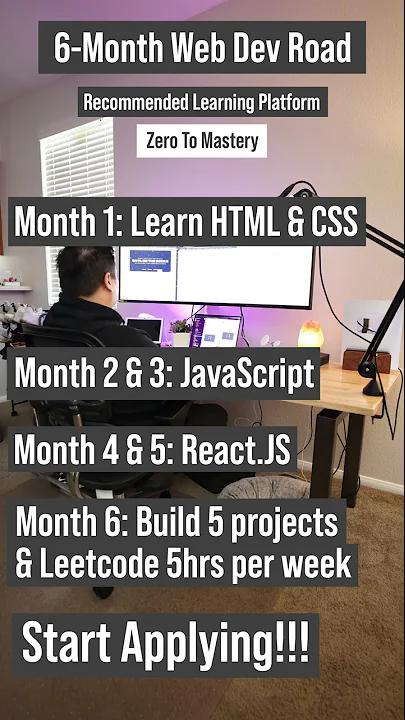 6-Month Web Dev Road
Recommended Learning Platform
Zero To Mastery
Month 1: Learn HTML & CSS
Month 2 & 3: JavaScript
Month 4 & 5: React.JS
Month 6: Build 5 projects
& Leetcode 5hrs per week
Start Applying!!!